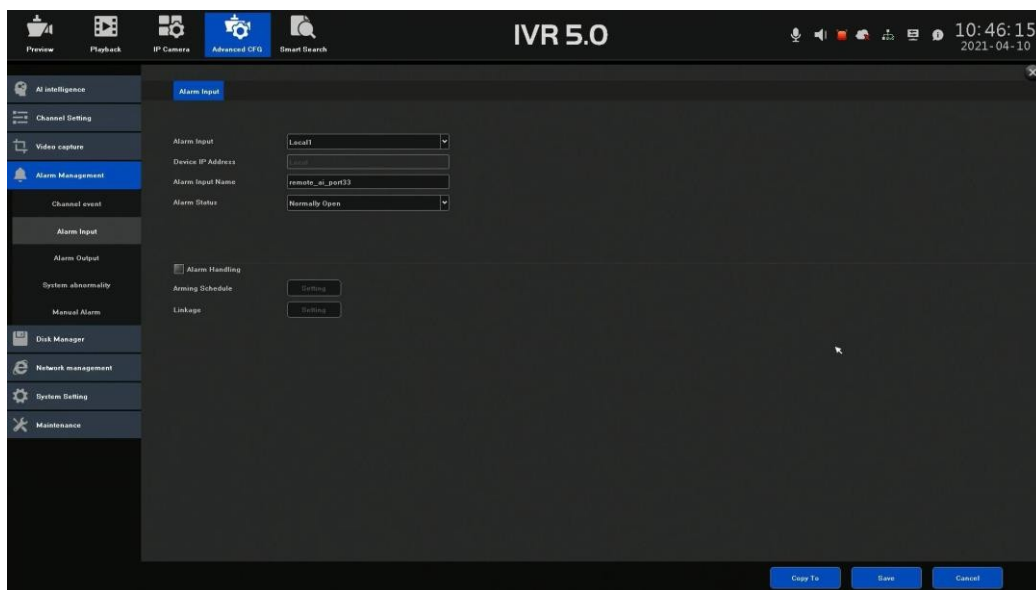 Preview Playback IP Camera Advanced CFG Smart Search
IVR 5.0
10:46:15
2021-04-10
AI intelligence
Channel Setting
Video capture
Alarm Management
Channel event
Alarm Input
Alarm Output
System abnormality
Manual Alarm
Disk Manager
Network management
System Setting
Maintenance
Alarm Input
Alarm Input Local1
Device IP Address Local
Alarm Input Name remote_ai_port33
Alarm Status Normally Open
Alarm Handling
Arming Schedule Setting
Linkage Setting
Copy To Save Cancel